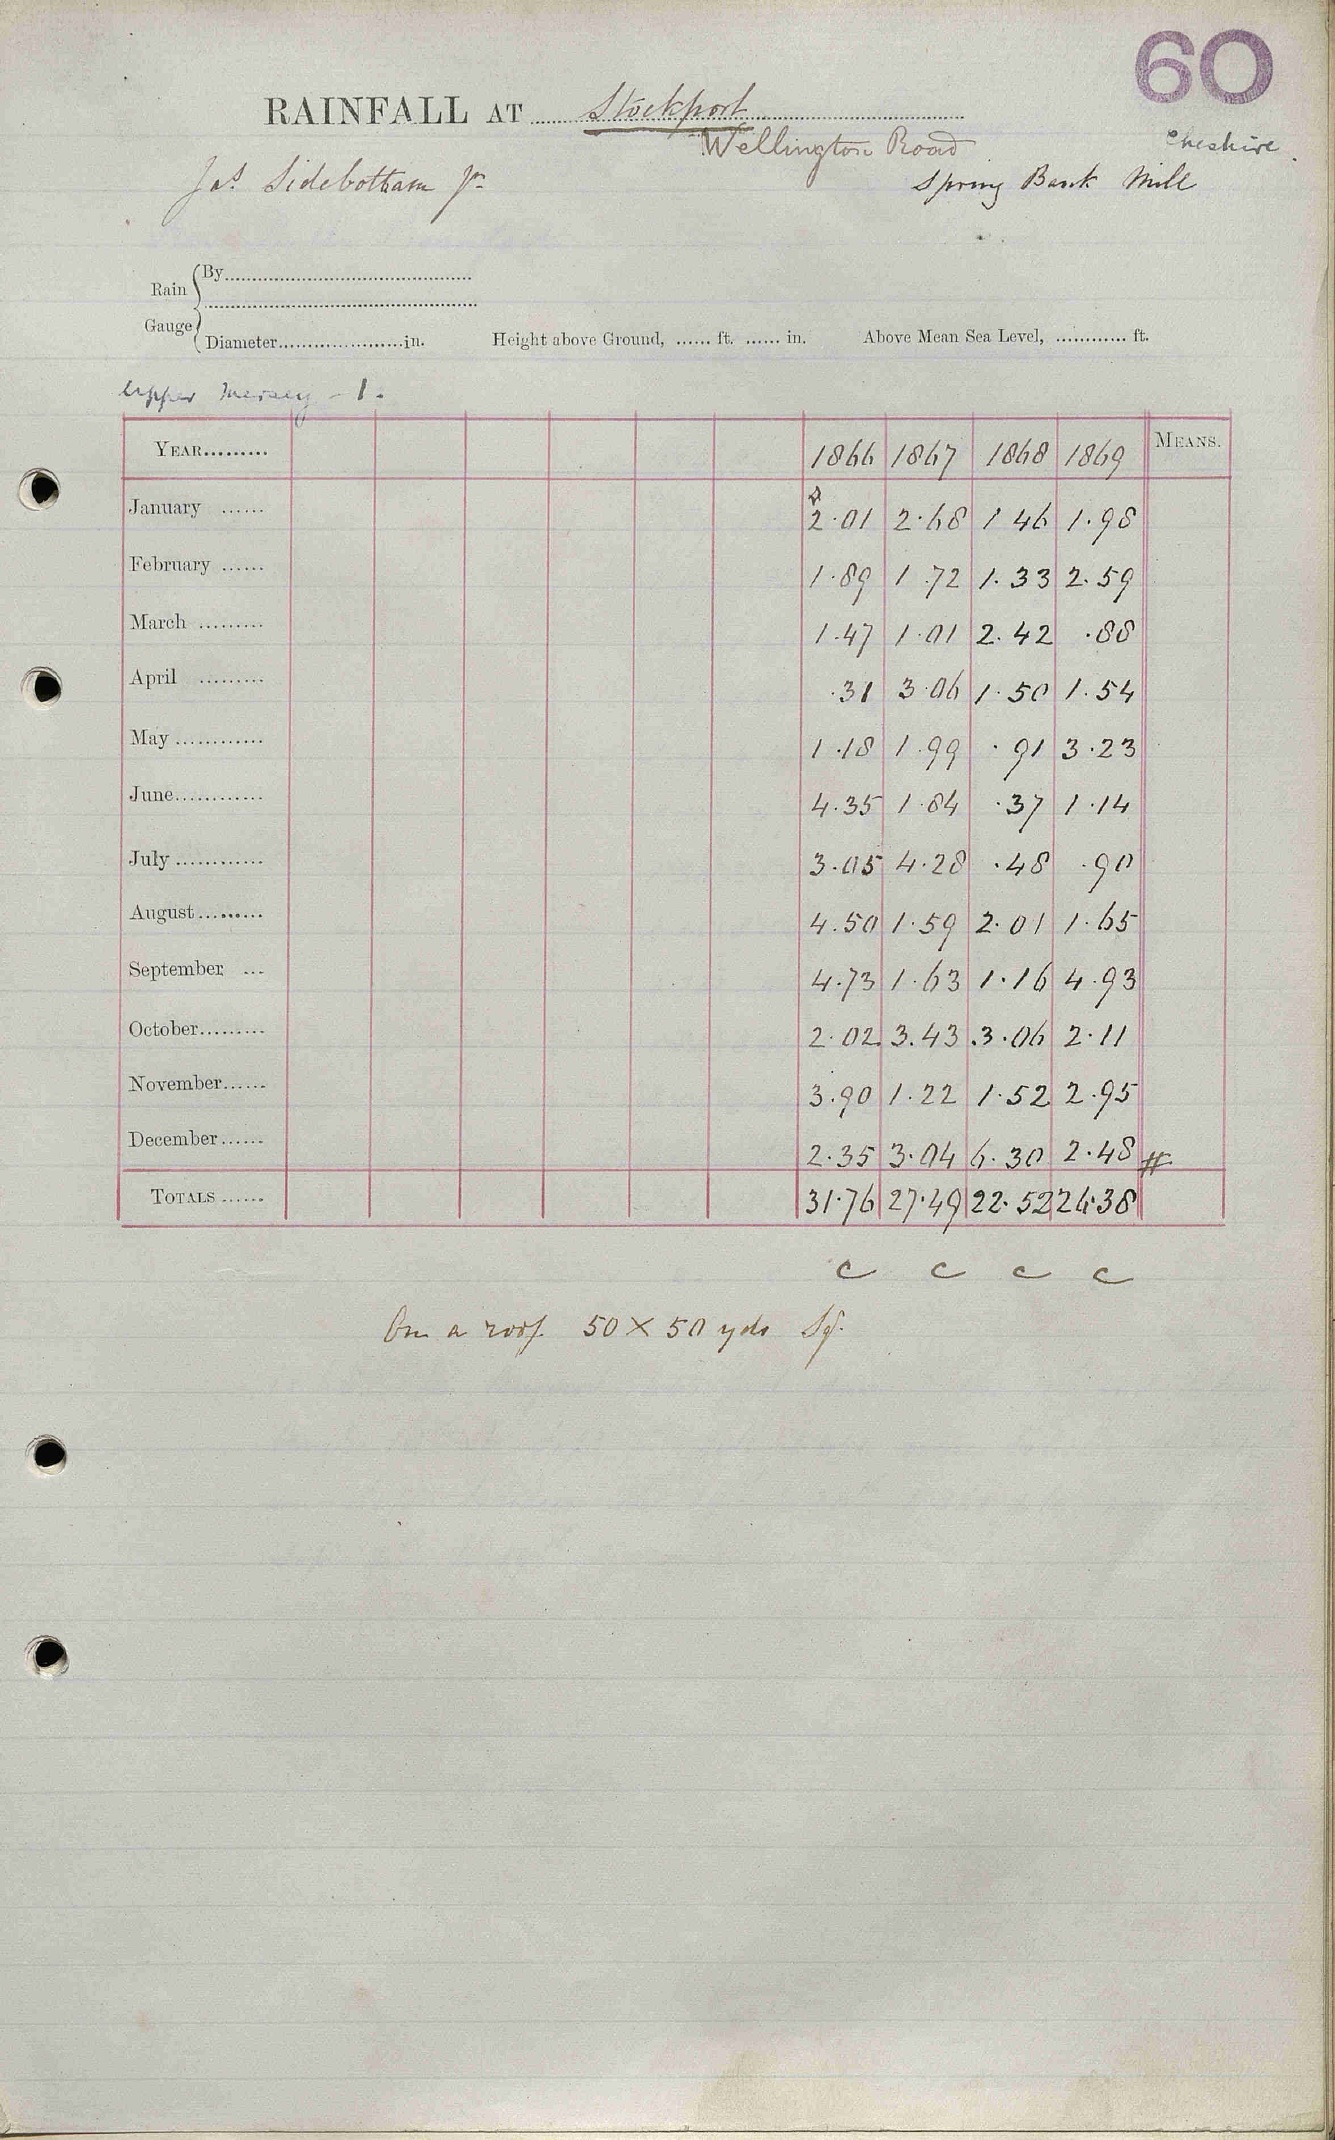 60
RAINFALL AT Stockport
Wellington Road
Cheshire
Jas Sidebotham Jr
Spring Bank Mill
Rain Gauge
By
Diameter in. Height above Ground, ...... ft. ...... in. Above Mean Sea Level, ............ ft.
Upper Mersey - 1.
YEAR 1866 1867 1868 1869 MEANS.
January 2.01 2.68 1 46 1.98
February 1.89 1.72 1.33 2.59
March 1.47 1.01 2.42 .88
April .31 3.06 1.50 1.54
May 1.18 1.99 .91 3.23
June 4.35 1.84 .37 1.14
July 3.05 4.28 .48 .90
August 4.50 1.59 2.01 1.65
September 4.73 1.63 1.16 4.93
October 2.02 3.43 3.06 2.11
November 3.90 1.22 1.52 2.95
December 2.35 3.04 6.30 2.48 #
TOTALS 31.76 27.49 22.52 26.38
c c c c
On a roof 50 X 50 yds Sq.